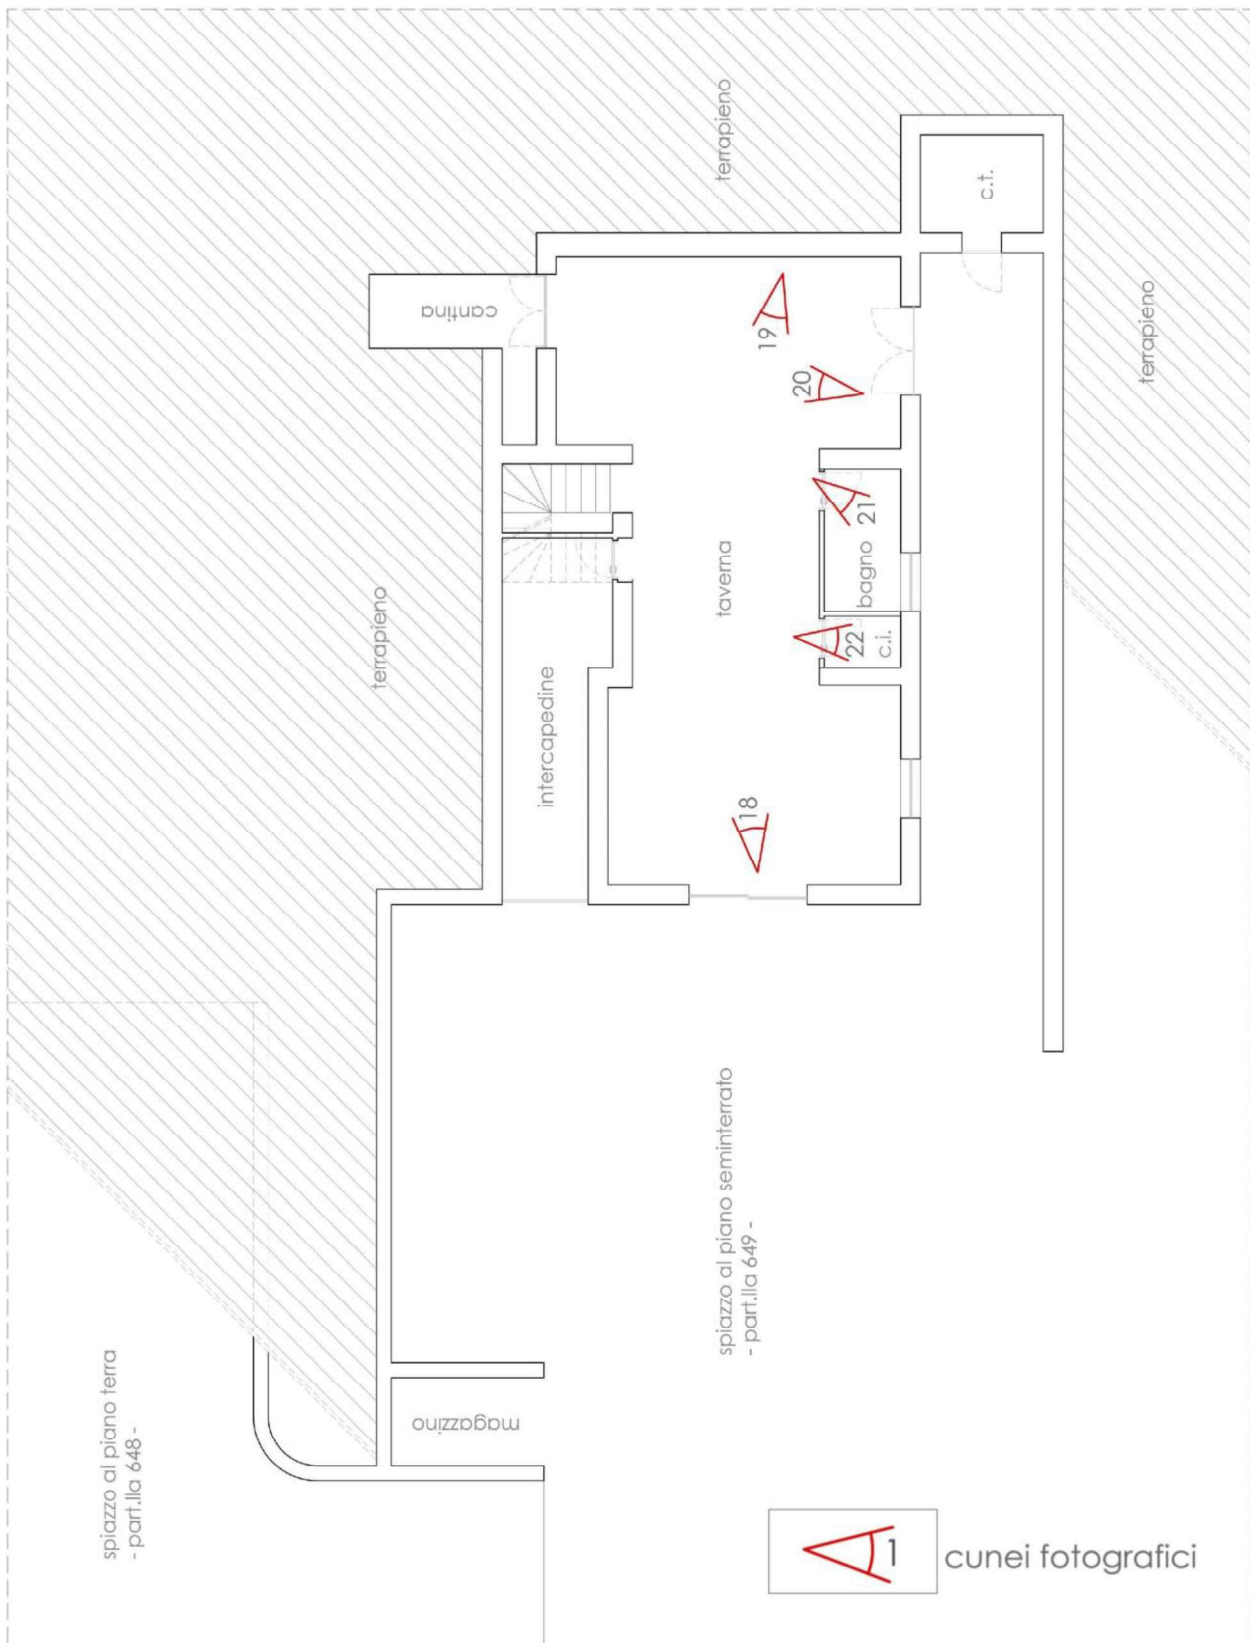 terrapieno
c.t.
cantina
terrapieno
19
20
21
bagno
taverna
22
c.i.
terrapieno
intercapedine
18
spiazzo al piano seminterrato
- part.lla 649 -
spiazzo al piano terra
- part.lla 648 -
magazzino
1
cunei fotografici